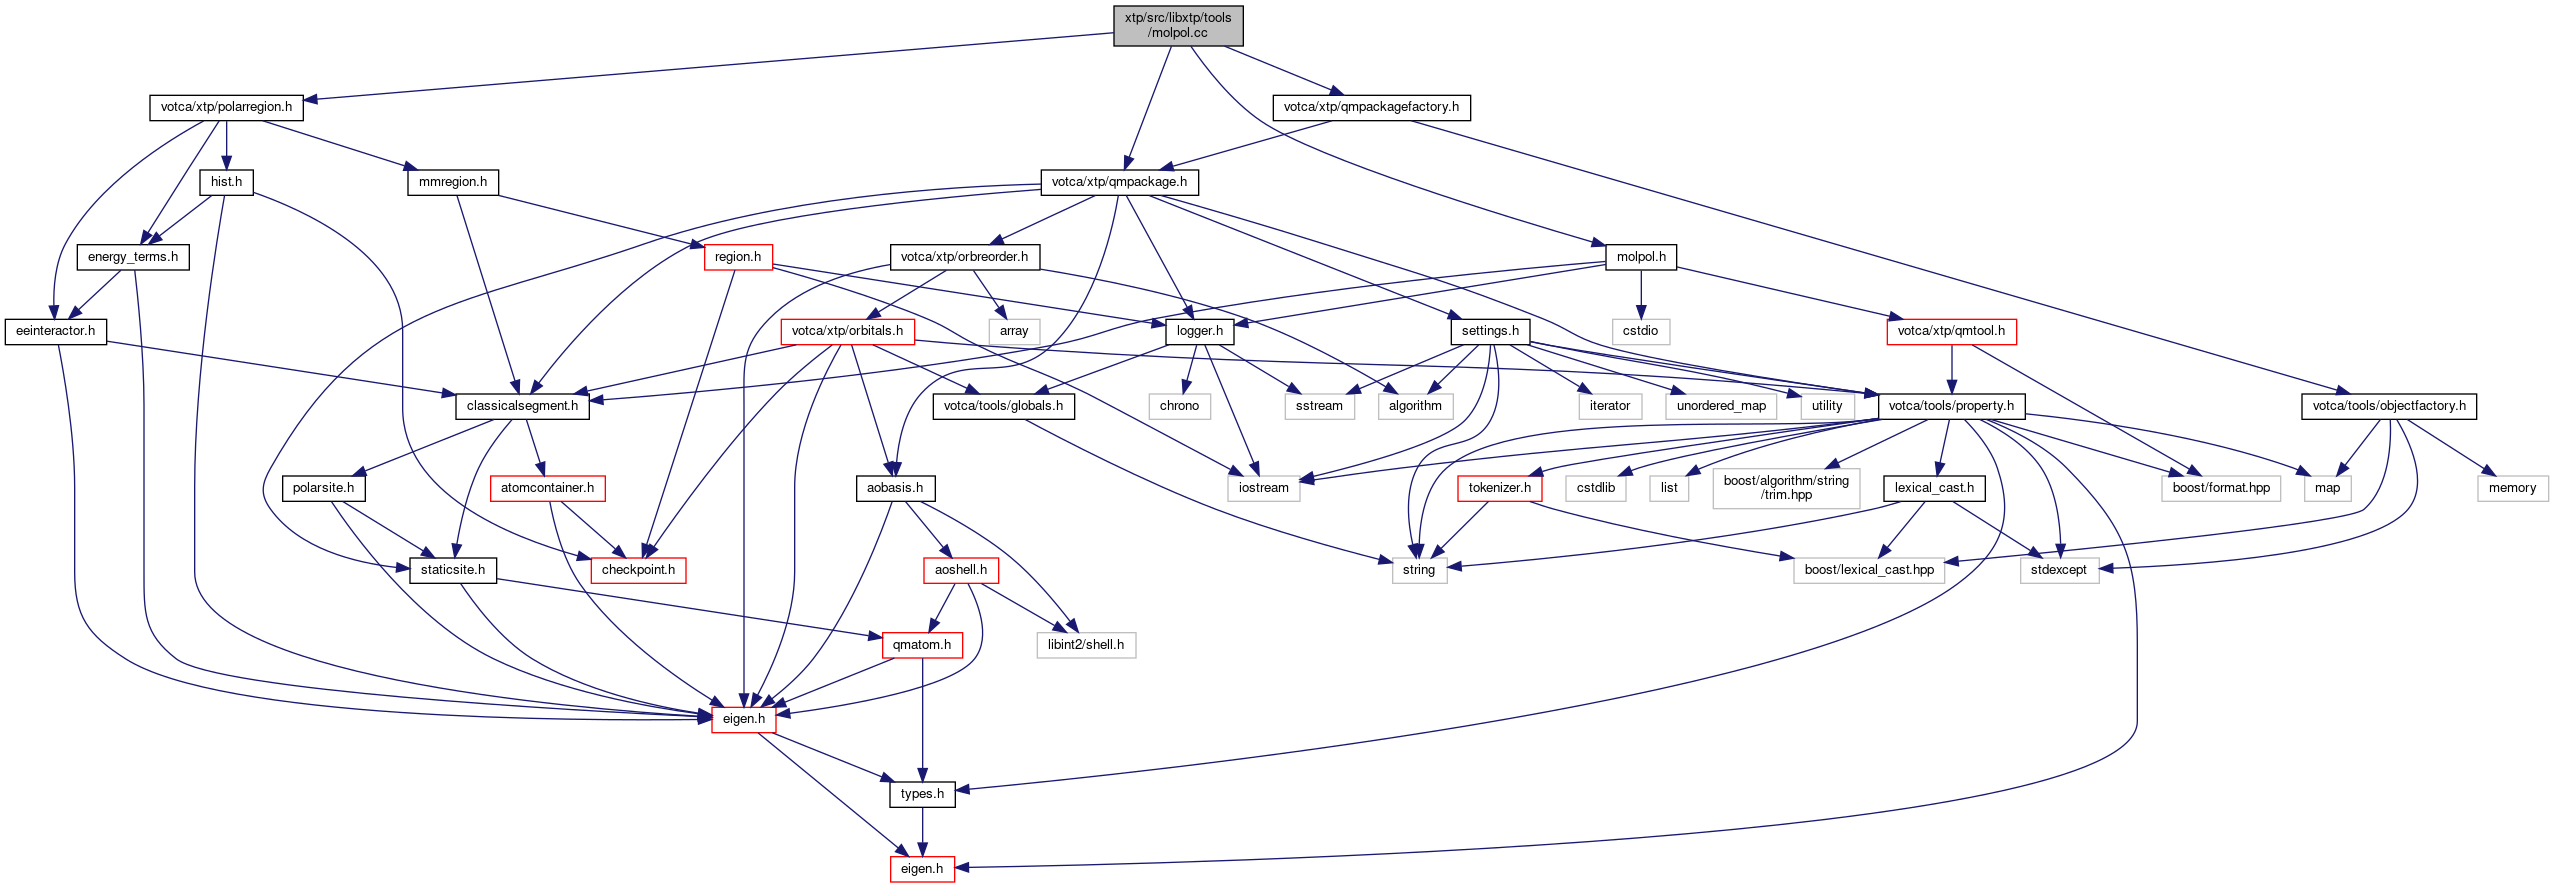 xtp/src/libxtp/tools
/molpol.cc
votca/xtp/polarregion.h
votca/xtp/qmpackagefactory.h
hist.h
mmregion.h
votca/xtp/qmpackage.h
energy_terms.h
region.h
votca/xtp/orbreorder.h
molpol.h
eeinteractor.h
votca/xtp/orbitals.h
array
logger.h
settings.h
cstdio
votca/xtp/qmtool.h
classicalsegment.h
votca/tools/globals.h
chrono
sstream
algorithm
iterator
unordered_map
utility
votca/tools/property.h
votca/tools/objectfactory.h
polarsite.h
atomcontainer.h
aobasis.h
iostream
tokenizer.h
cstdlib
list
boost/algorithm/string
/trim.hpp
lexical_cast.h
boost/format.hpp
map
memory
staticsite.h
checkpoint.h
aoshell.h
string
boost/lexical_cast.hpp
stdexcept
qmatom.h
libint2/shell.h
eigen.h
types.h
eigen.h